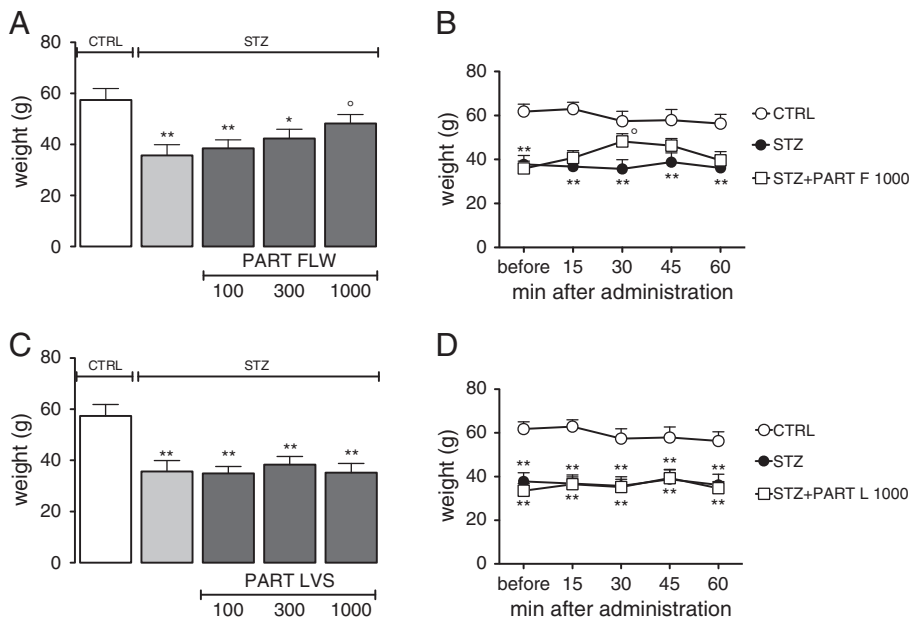 A
CTRL STZ
weight (g)
80
60
40
20
0
** ** * °
PART FLW
100 300 1000
B
weight (g)
80
60
40
20
0
**
°
** ** ** **
before 15 30 45 60
min after administration
CTRL
STZ
STZ+PART F 1000
C
CTRL STZ
weight (g)
80
60
40
20
0
** ** ** **
PART LVS
100 300 1000
D
weight (g)
80
60
40
20
0
** ** ** ** **
** ** ** ** **
before 15 30 45 60
min after administration
CTRL
STZ
STZ+PART L 1000